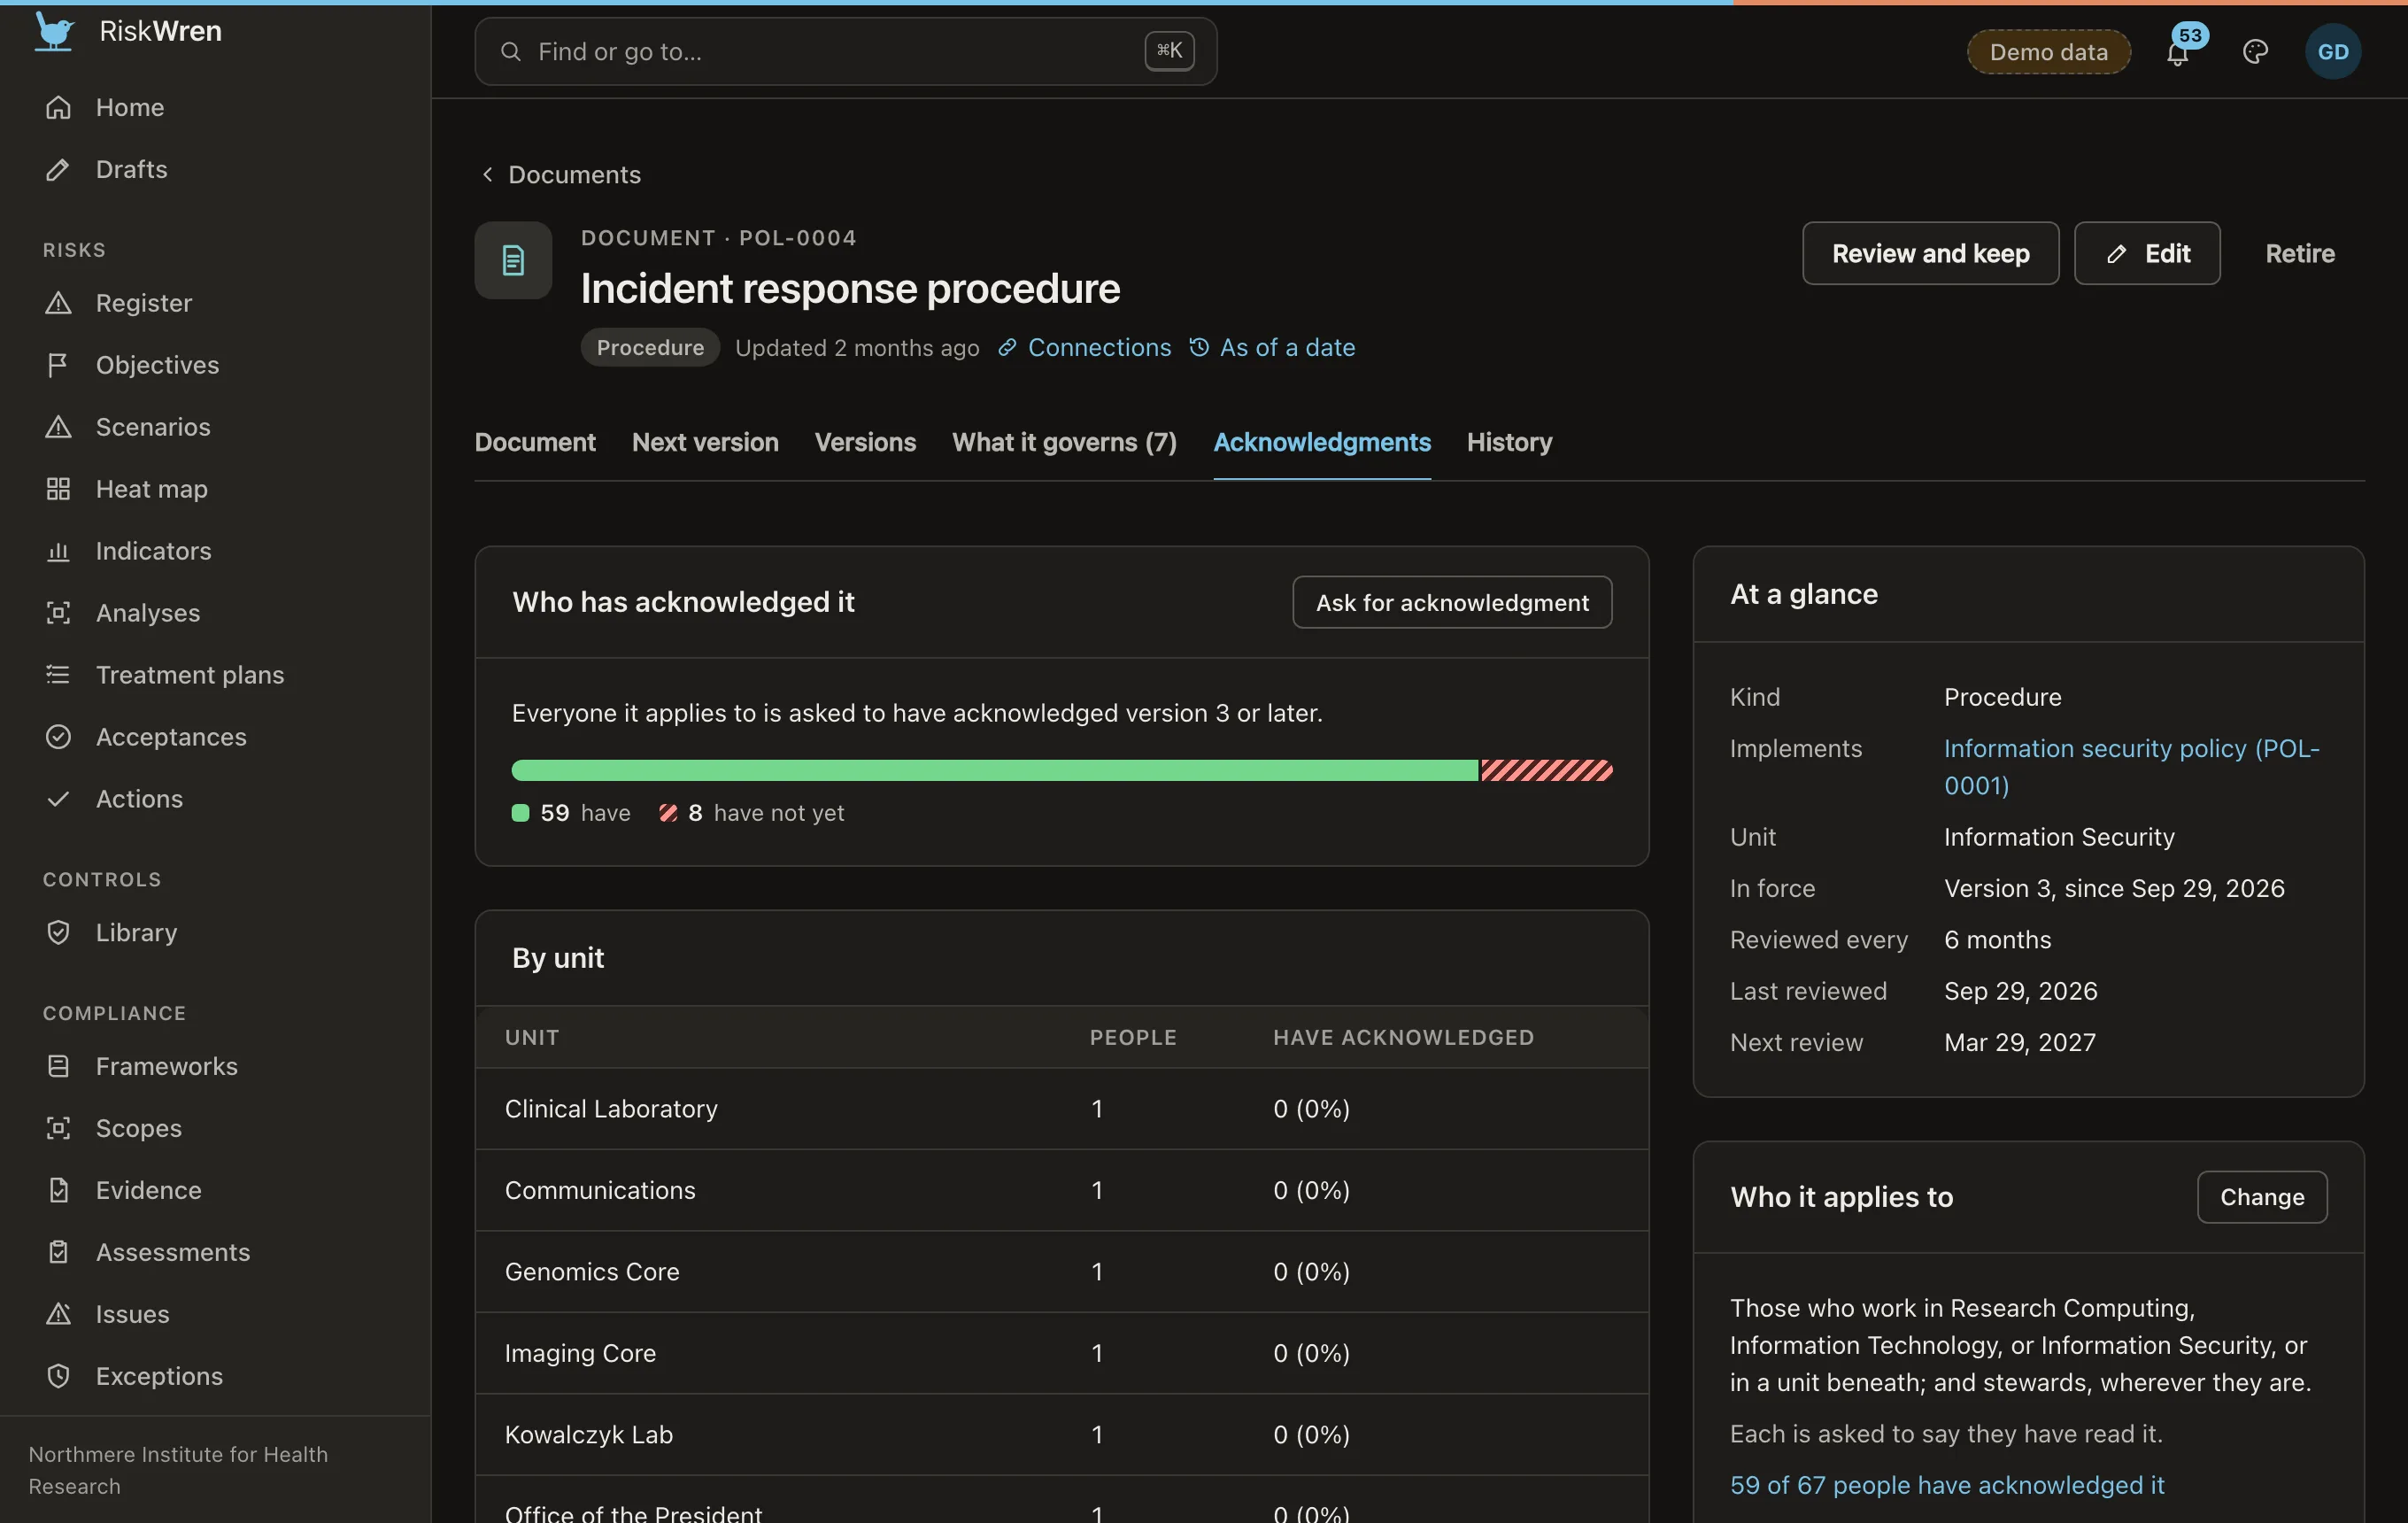 RiskWren
Find or go to...
⌘K
Demo data
53
GD
Home
Drafts
RISKS
Register
Objectives
Scenarios
Heat map
Indicators
Analyses
Treatment plans
Acceptances
Actions
CONTROLS
Library
COMPLIANCE
Frameworks
Scopes
Evidence
Assessments
Issues
Exceptions
Northmere Institute for Health
Research
Documents
DOCUMENT · POL-0004
Incident response procedure
Procedure Updated 2 months ago Connections As of a date
Review and keep
Edit
Retire
Document Next version Versions What it governs (7) Acknowledgments History
Who has acknowledged it
Ask for acknowledgment
Everyone it applies to is asked to have acknowledged version 3 or later.
59 have 8 have not yet
By unit
UNIT PEOPLE HAVE ACKNOWLEDGED
Clinical Laboratory 1 0 (0%)
Communications 1 0 (0%)
Genomics Core 1 0 (0%)
Imaging Core 1 0 (0%)
Kowalczyk Lab 1 0 (0%)
Office of the President 1 0 (0%)
At a glance
Kind Procedure
Implements Information security policy (POL-
0001)
Unit Information Security
In force Version 3, since Sep 29, 2026
Reviewed every 6 months
Last reviewed Sep 29, 2026
Next review Mar 29, 2027
Who it applies to
Change
Those who work in Research Computing,
Information Technology, or Information Security, or
in a unit beneath; and stewards, wherever they are.
Each is asked to say they have read it.
59 of 67 people have acknowledged it